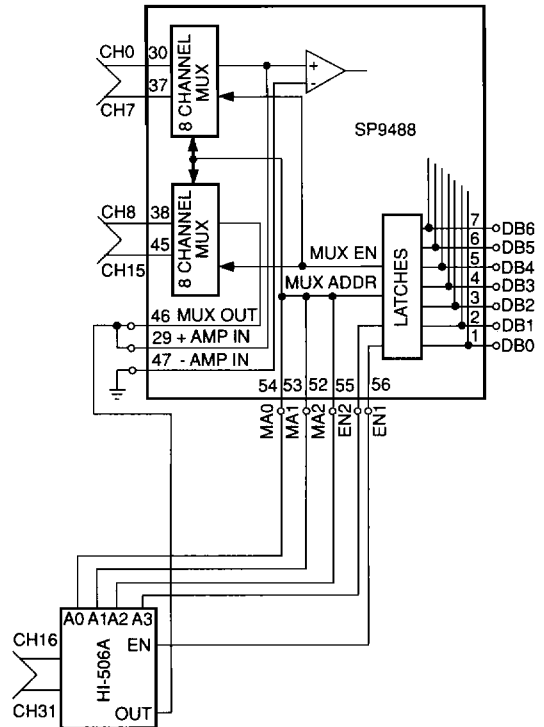 CH0 30
37
CH7
8 CHANNEL MUX
+
-
SP9488
CH8 38
45
CH15
8 CHANNEL MUX
MUX EN
MUX ADDR
LATCHES
7 DB6
6 DB5
5 DB4
4 DB3
3 DB2
2 DB1
1 DB0
46 MUX OUT
29 + AMP IN
47 - AMP IN
54 53 52 55 56
MA0 MA1 MA2 EN2 EN1
A0 A1 A2 A3
CH16
EN
HI-506A
CH31
OUT